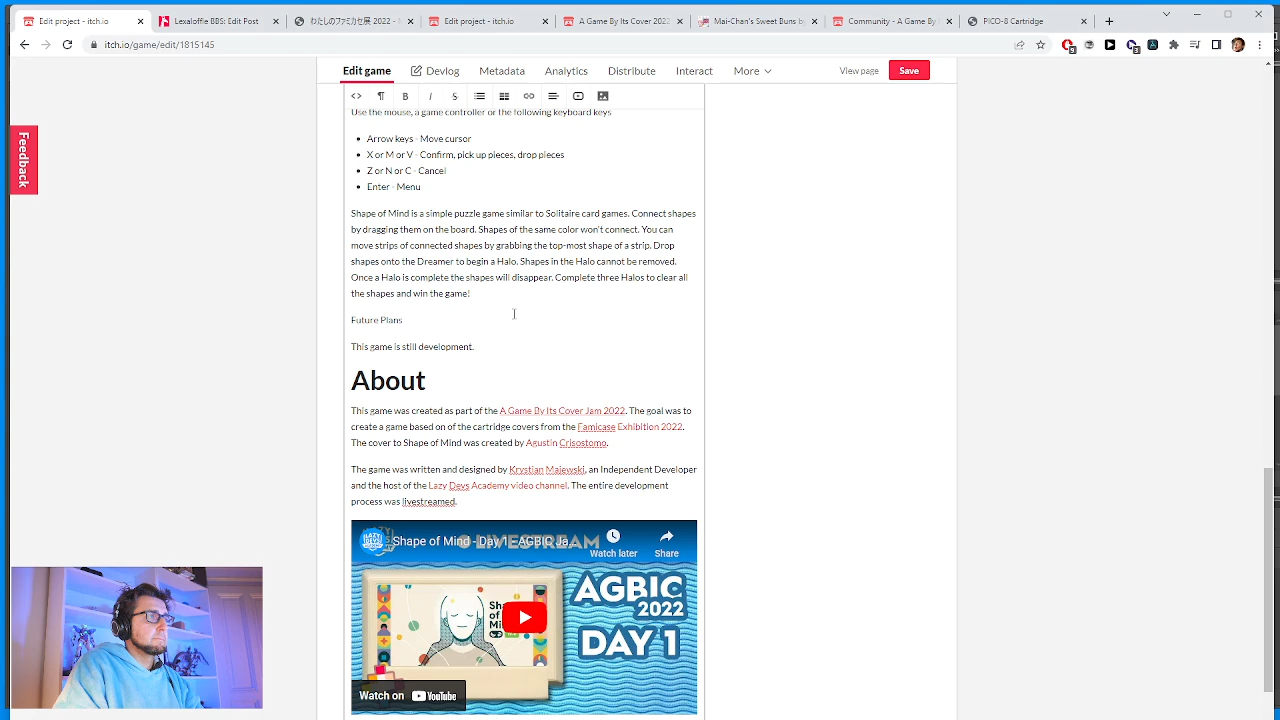 Edit project - itch.io
Lexaloffle BBS: Edit Post
わたしのファミカセ展 2022 -
Edit project - itch.io
A Game By Its Cover 2022
Mai-Chan's Sweet Buns by
Community - A Game By
PICO-8 Cartridge
itch.io/game/edit/1815145
Edit game
Devlog
Metadata
Analytics
Distribute
Interact
More
View page
Save
Feedback
Use the mouse, a game controller or the following keyboard keys
Arrow keys - Move cursor
X or M or V - Confirm, pick up pieces, drop pieces
Z or N or C - Cancel
Enter - Menu
Shape of Mind is a simple puzzle game similar to Solitaire card games. Connect shapes
by dragging them on the board. Shapes of the same color won't connect. You can
move strips of connected shapes by grabbing the top-most shape of a strip. Drop
shapes onto the Dreamer to begin a Halo. Shapes in the Halo cannot be removed.
Once a Halo is complete the shapes will disappear. Complete three Halos to clear all
the shapes and win the game!
Future Plans
This game is still development.
About
This game was created as part of the A Game By Its Cover Jam 2022. The goal was to
create a game based on of the cartridge covers from the Famicase Exhibition 2022.
The cover to Shape of Mind was created by Agustin Crisostomo.
The game was written and designed by Krystian Majewski, an Independent Developer
and the host of the Lazy Devs Academy video channel. The entire development
process was livestreamed.
Shape of Mind - Day 1 - AGBIC Ja...
LIVESTREAM
Watch later
Share
AGBIC
2022
DAY 1
Watch on YouTube